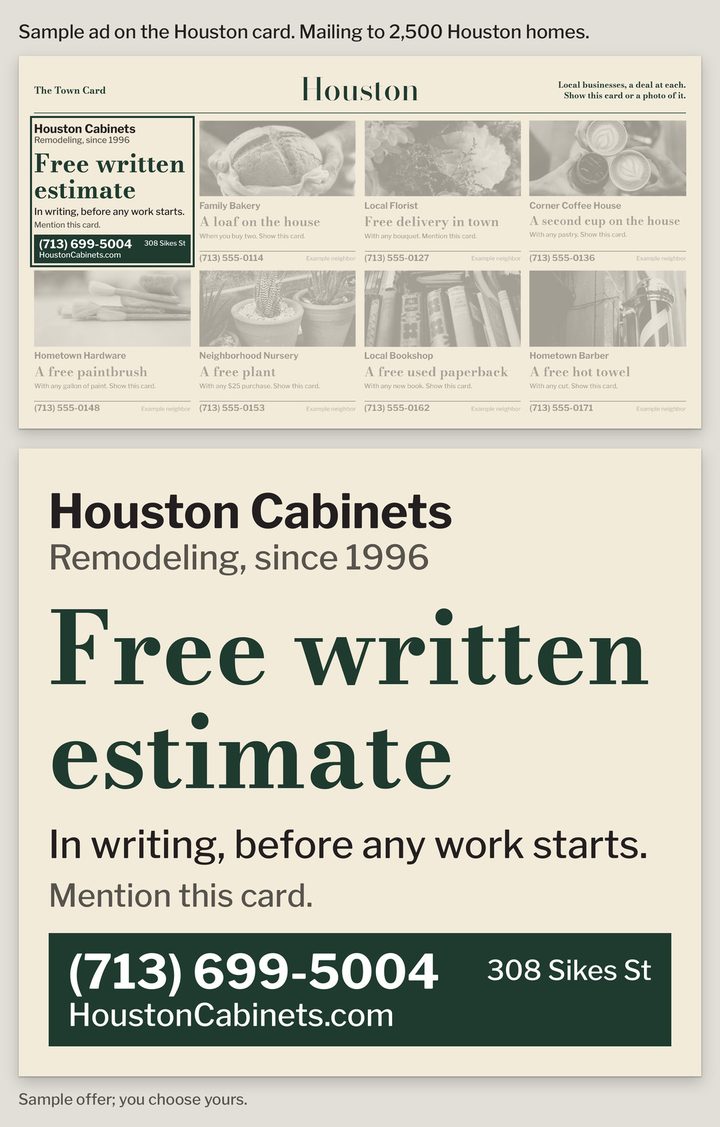 Sample ad on the Houston card. Mailing to 2,500 Houston homes.
The Town Card
Houston
Local businesses, a deal at each.
Show this card or a photo of it.
Houston Cabinets
Remodeling, since 1996
Free written
estimate
In writing, before any work starts.
Mention this card.
(713) 699-5004
308 Sikes St
HoustonCabinets.com
Family Bakery
A loaf on the house
When you buy two. Show this card.
(713) 555-0114
Example neighbor
Local Florist
Free delivery in town
With any bouquet. Mention this card.
(713) 555-0127
Example neighbor
Corner Coffee House
A second cup on the house
With any pastry. Show this card.
(713) 555-0136
Example neighbor
Hometown Hardware
A free paintbrush
With any gallon of paint. Show this card.
(713) 555-0148
Example neighbor
Neighborhood Nursery
A free plant
With any $25 purchase. Show this card.
(713) 555-0153
Example neighbor
Local Bookshop
A free used paperback
With any new book. Show this card.
(713) 555-0162
Example neighbor
Hometown Barber
A free hot towel
With any cut. Show this card.
(713) 555-0171
Example neighbor
Houston Cabinets
Remodeling, since 1996
Free written
estimate
In writing, before any work starts.
Mention this card.
(713) 699-5004
308 Sikes St
HoustonCabinets.com
Sample offer; you choose yours.